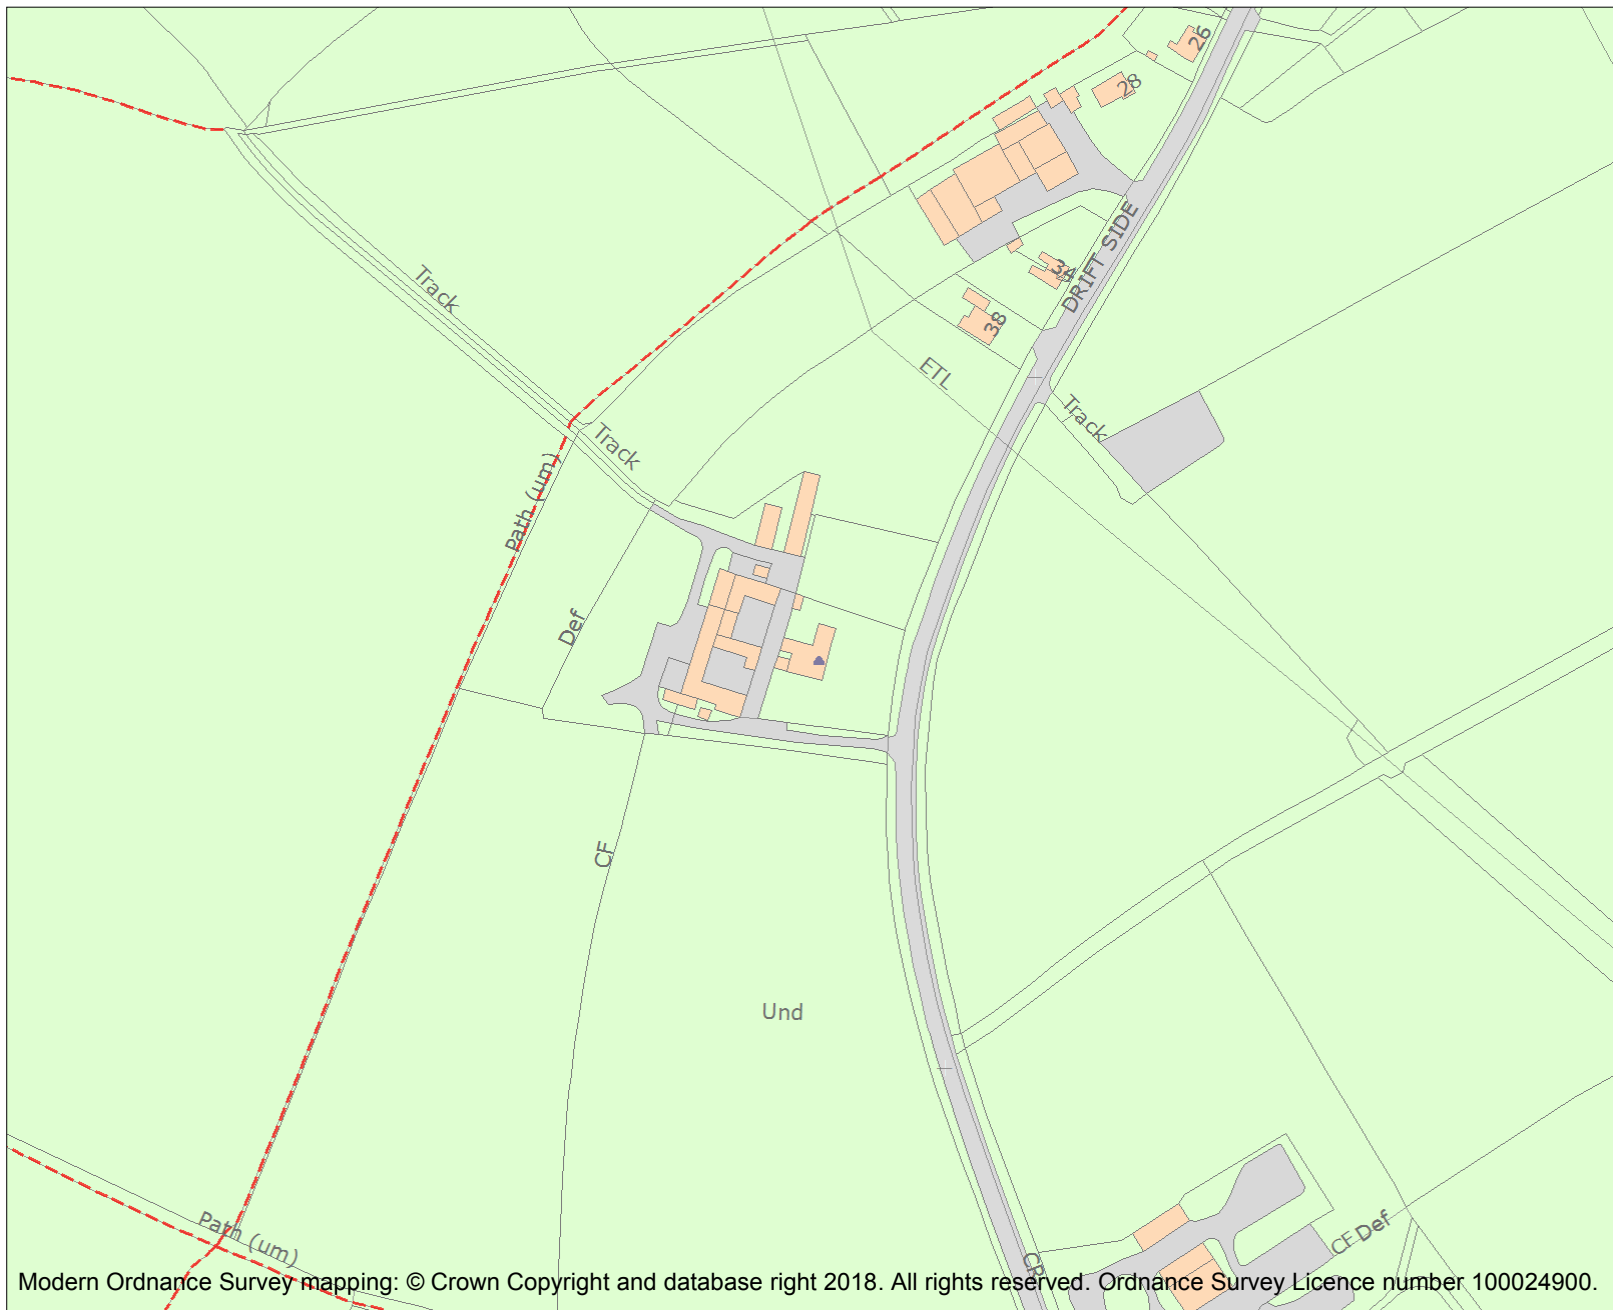 26
28
DRIFT SIDE
34
38
Track
ETL
Track
Track
Path (um)
Def
CF
Und
Path (um)
CF Def
CR
Modern Ordnance Survey mapping: © Crown Copyright and database right 2018. All rights reserved. Ordnance Survey Licence number 100024900.